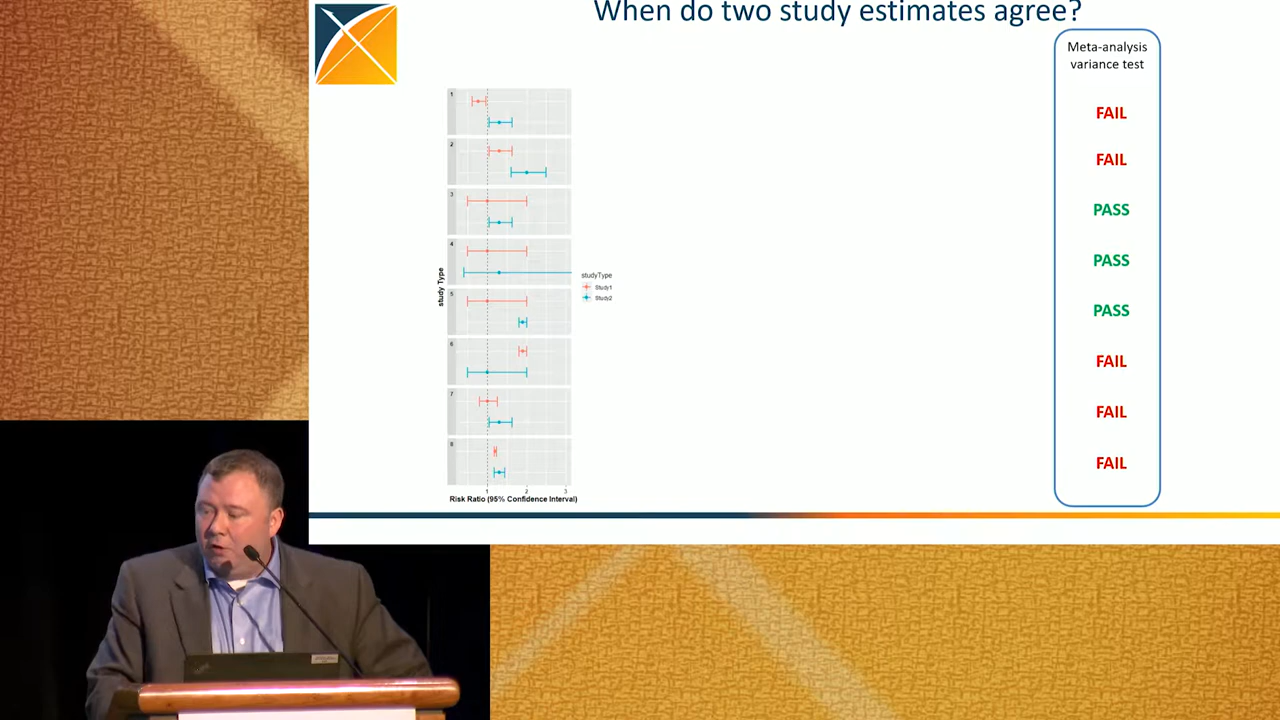 When do two study estimates agree?
Meta-analysis
variance test
1
2
3
4
5
6
7
8
study Type
studyType
Study1
Study2
1 2 3
Risk Ratio (95% Confidence Interval)
FAIL
FAIL
PASS
PASS
PASS
FAIL
FAIL
FAIL